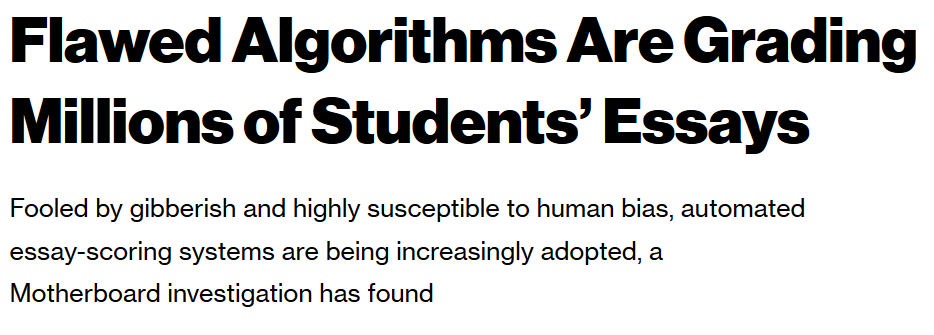 Flawed Algorithms Are Grading
Millions of Students’ Essays
Fooled by gibberish and highly susceptible to human bias, automated
essay-scoring systems are being increasingly adopted, a
Motherboard investigation has found